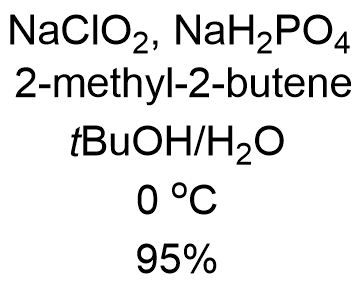 NaClO₂, NaH₂PO₄
2-methyl-2-butene
tBuOH/H₂O
0 ºC
95%